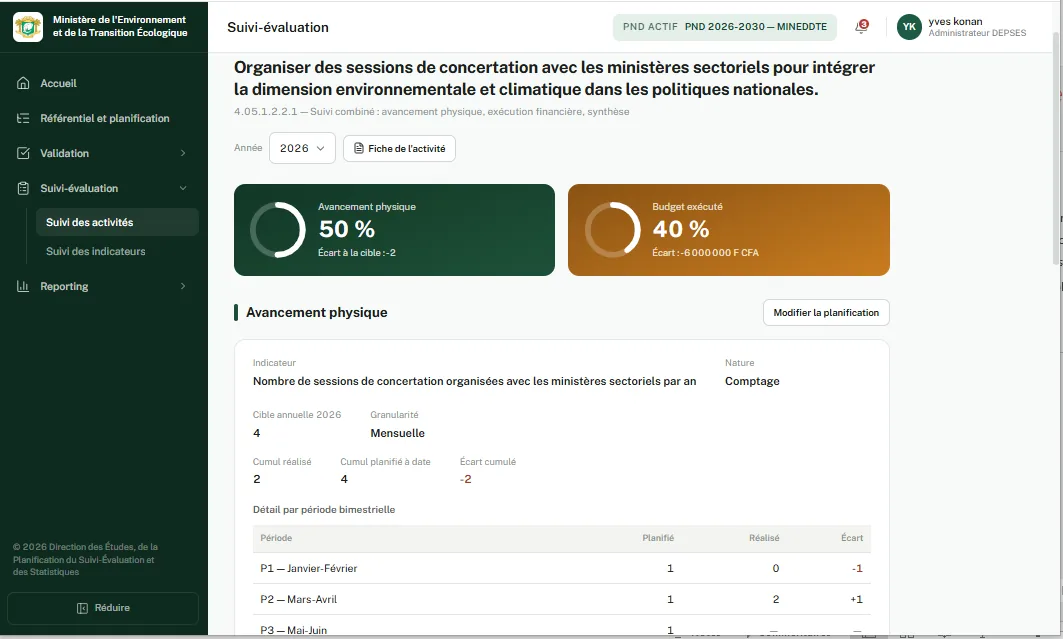 Ministère de l'Environnement
et de la Transition Écologique
Suivi-évaluation
PND ACTIF PND 2026-2030 — MINEDDTE
3
YK
yves konan
Administrateur DEPSES
Accueil
Référentiel et planification
Validation
Suivi-évaluation
Suivi des activités
Suivi des indicateurs
Reporting
© 2026 Direction des Études, de la
Planification du Suivi-Évaluation et
des Statistiques
Réduire
Organiser des sessions de concertation avec les ministères sectoriels pour intégrer
la dimension environnementale et climatique dans les politiques nationales.
4.05.1.2.2.1 — Suivi combiné : avancement physique, exécution financière, synthèse
Année 2026 Fiche de l'activité
Avancement physique
50 %
Écart à la cible : -2
Budget exécuté
40 %
Écart : -6 000 000 F CFA
Avancement physique
Modifier la planification
Indicateur Nature
Nombre de sessions de concertation organisées avec les ministères sectoriels par an Comptage
Cible annuelle 2026 Granularité
4 Mensuelle
Cumul réalisé Cumul planifié à date Écart cumulé
2 4 -2
Détail par période bimestrielle
Période Planifié Réalisé Écart
P1 — Janvier-Février 1 0 -1
P2 — Mars-Avril 1 2 +1
P3 — Mai-Juin 1 — —